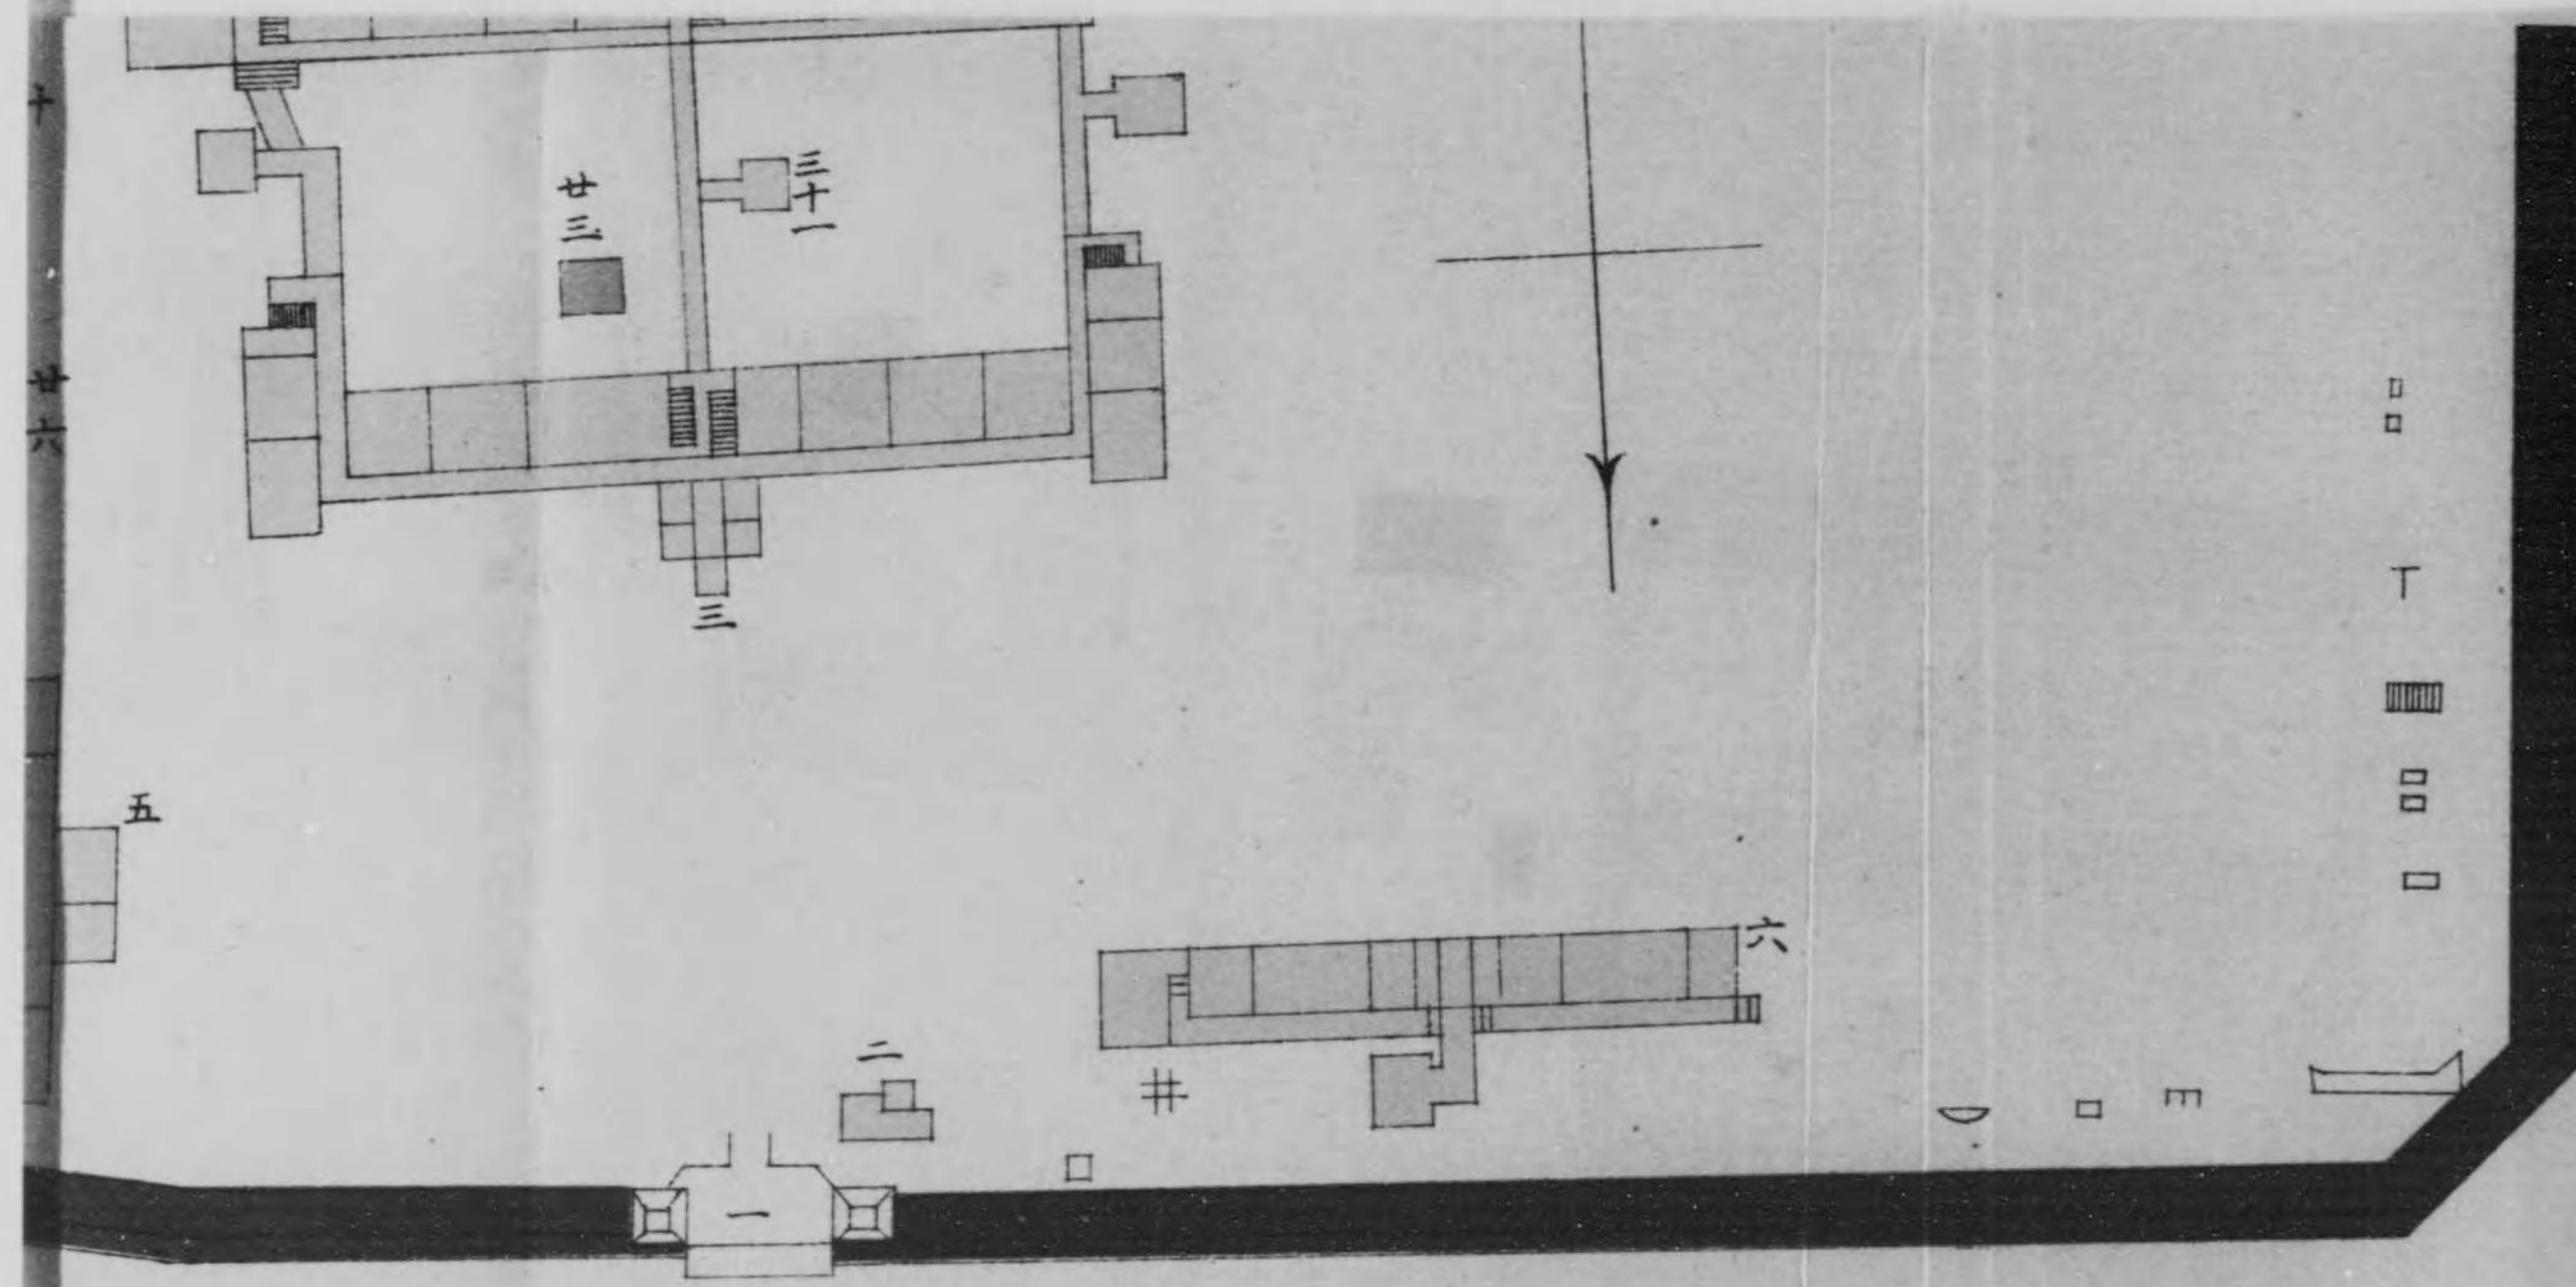 十
廿六
廿三
三十一
三
五
六
二
井
一